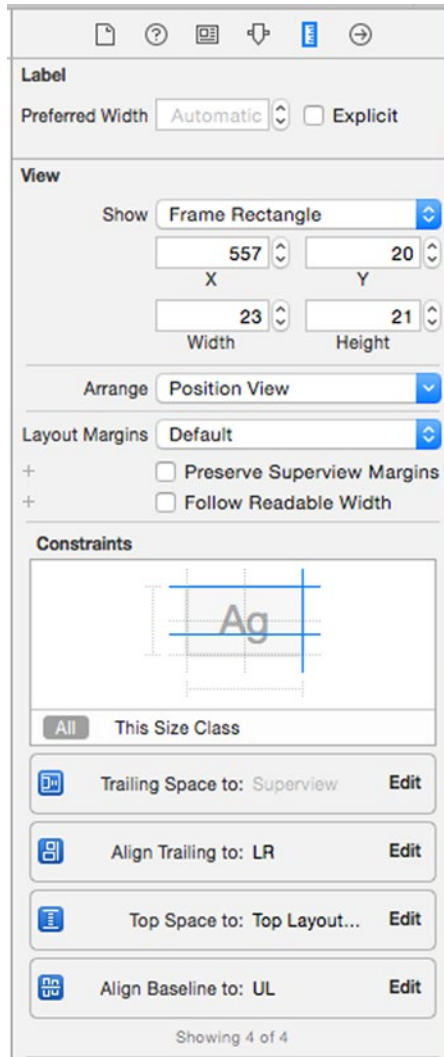 Label
Preferred Width Automatic Explicit
View
Show Frame Rectangle
557 20
X Y
23 21
Width Height
Arrange Position View
Layout Margins Default
+ Preserve Superview Margins
+ Follow Readable Width
Constraints
Ag
All This Size Class
Trailing Space to: Superview Edit
Align Trailing to: LR Edit
Top Space to: Top Layout... Edit
Align Baseline to: UL Edit
Showing 4 of 4